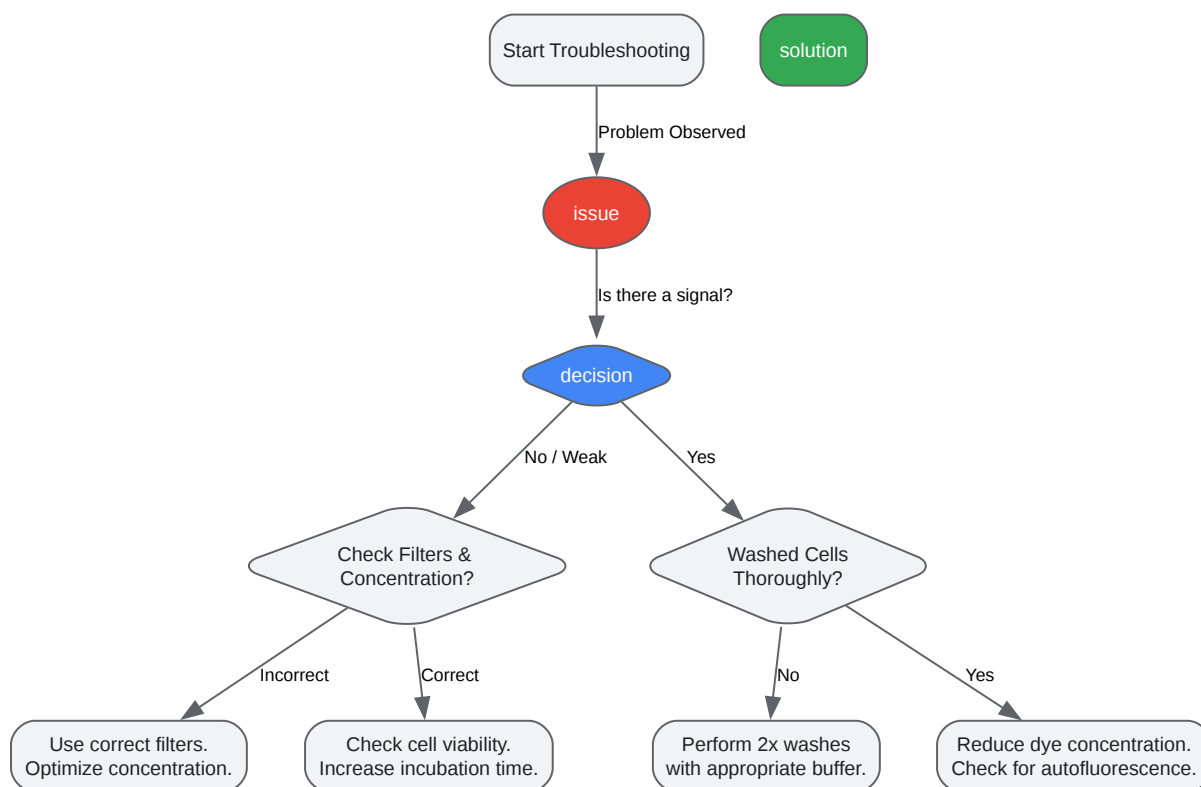 Start Troubleshooting
solution
Problem Observed
issue
Is there a signal?
decision
No / Weak
Yes
Check Filters &
Concentration?
Washed Cells
Thoroughly?
Incorrect
Correct
No
Yes
Use correct filters.
Optimize concentration.
Check cell viability.
Increase incubation time.
Perform 2x washes
with appropriate buffer.
Reduce dye concentration.
Check for autofluorescence.